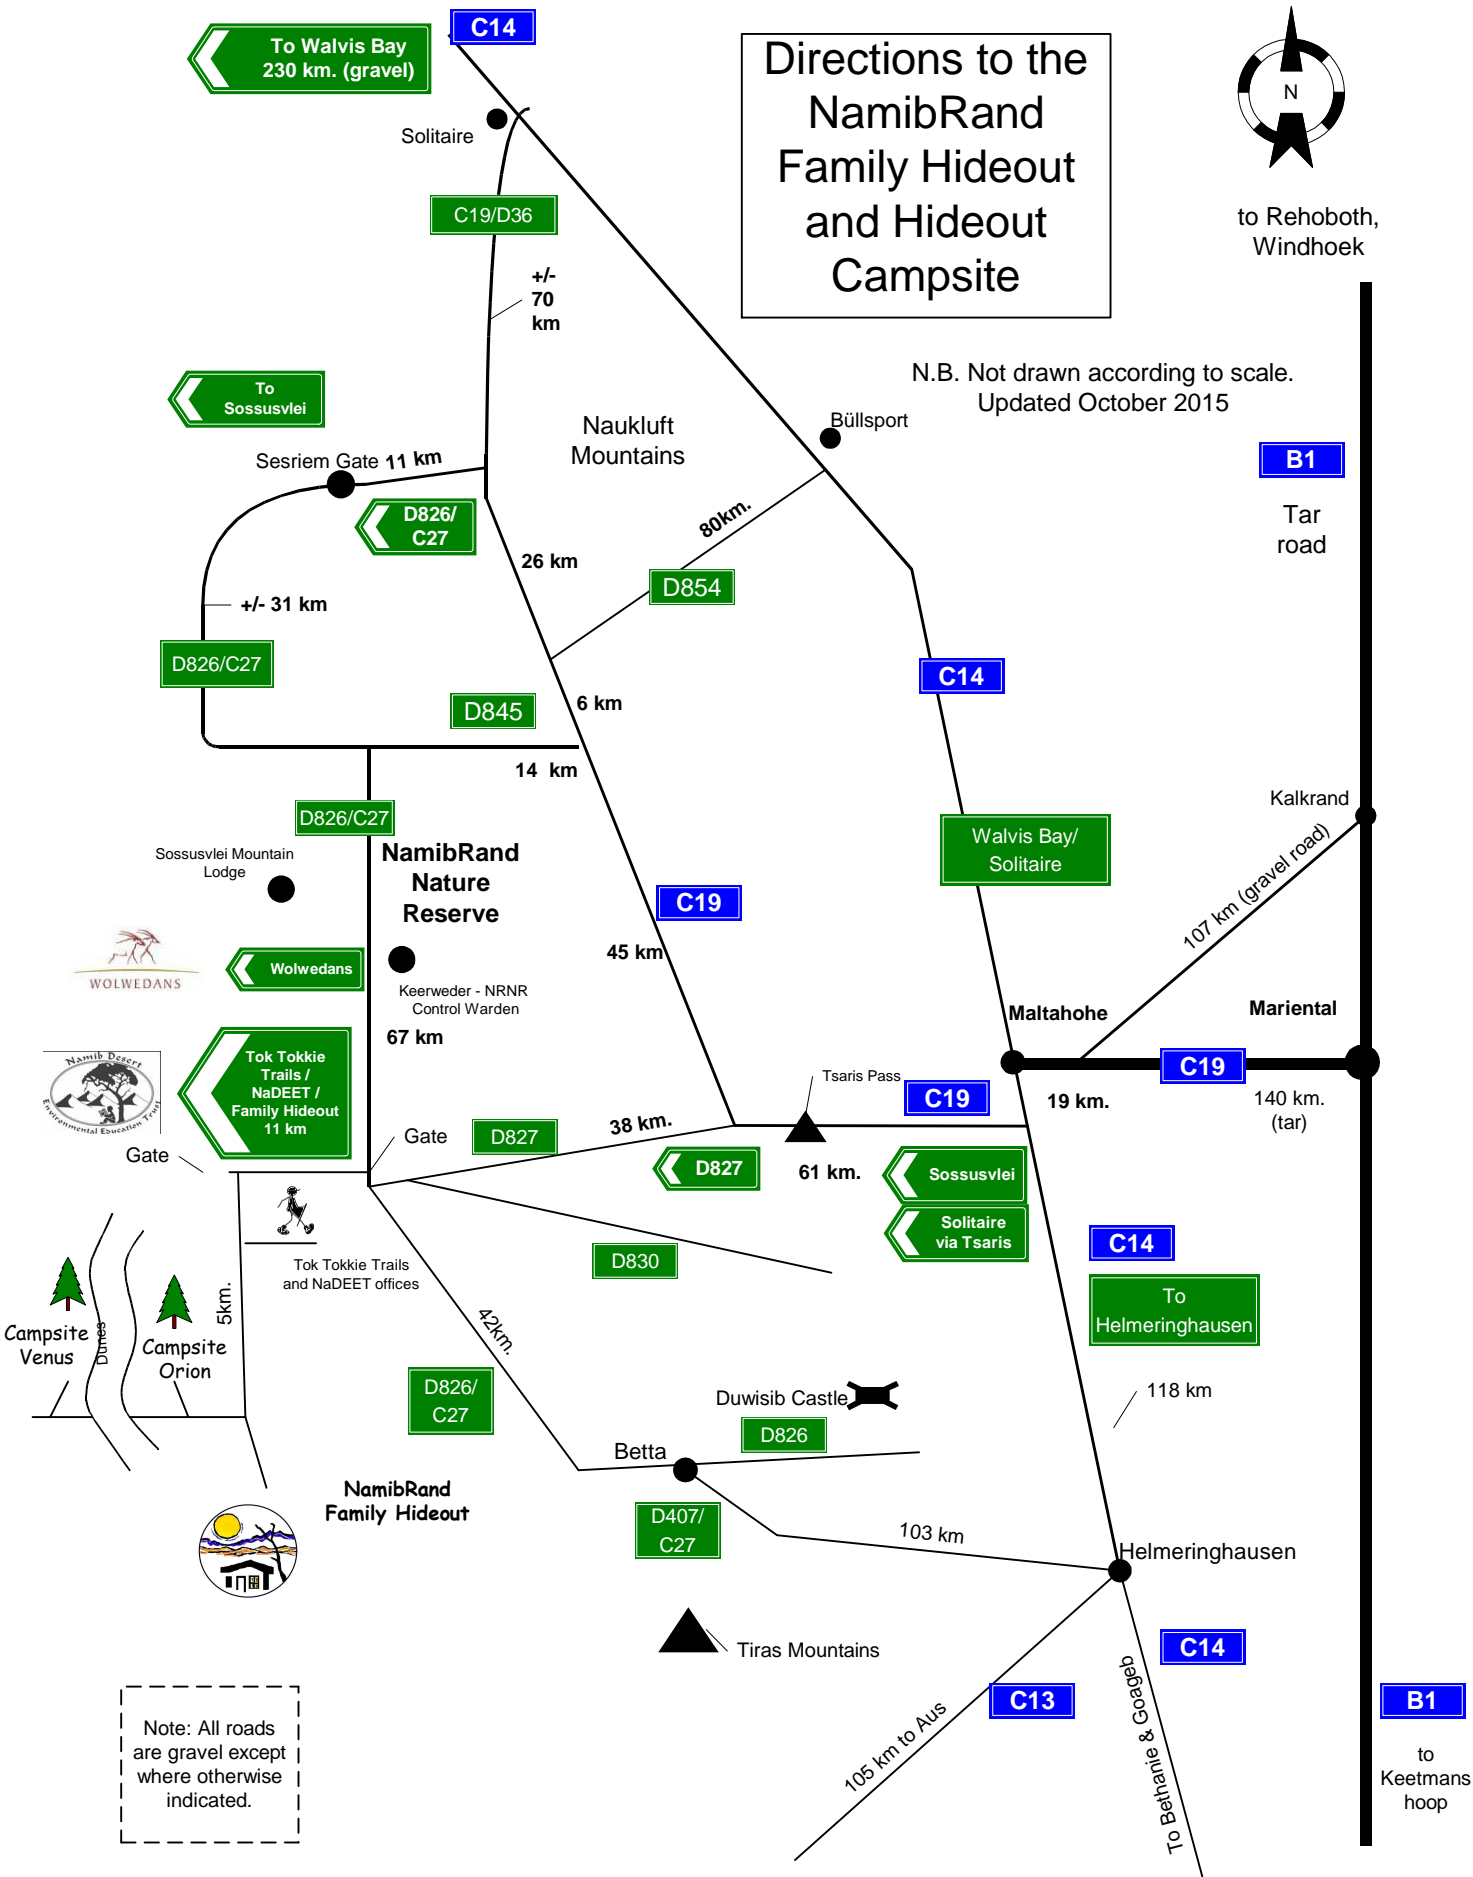 C14
To Walvis Bay
230 km. (gravel)
Directions to the
NamibRand
Family Hideout
and Hideout
Campsite
N
Solitaire
to Rehoboth,
Windhoek
C19/D36
+/-
70
km
N.B. Not drawn according to scale.
Updated October 2015
To
Sossusvlei
Naukluft
Mountains
Büllsport
Sesriem Gate
11 km
B1
Tar
road
D826/
C27
80km.
26 km
D854
+/- 31 km
D826/C27
C14
D845
6 km
14 km
Kalkrand
D826/C27
Walvis Bay/
Solitaire
107 km (gravel road)
Sossusvlei Mountain
Lodge
NamibRand
Nature
Reserve
C19
45 km
WOLWEDANS
Wolwedans
Keerweder - NRNR
Control Warden
67 km
Maltahohe
Mariental
Namib Desert
Environmental Education Trust
Tok Tokkie
Trails /
NaDEET /
Family Hideout
11 km
Tsaris Pass
C19
C19
19 km.
140 km.
(tar)
Gate
Gate
D827
38 km.
D827
61 km.
Sossusvlei
Solitaire
via Tsaris
C14
D830
Tok Tokkie Trails
and NaDEET offices
To
Helmeringhausen
5km.
42km.
Campsite
Venus
Dunes
Campsite
Orion
D826/
C27
Duwisib Castle
118 km
D826
Betta
NamibRand
Family Hideout
D407/
C27
103 km
Helmeringhausen
Tiras Mountains
C14
C13
105 km to Aus
To Bethanie & Goageb
B1
to
Keetmans
hoop
Note: All roads
are gravel except
where otherwise
indicated.